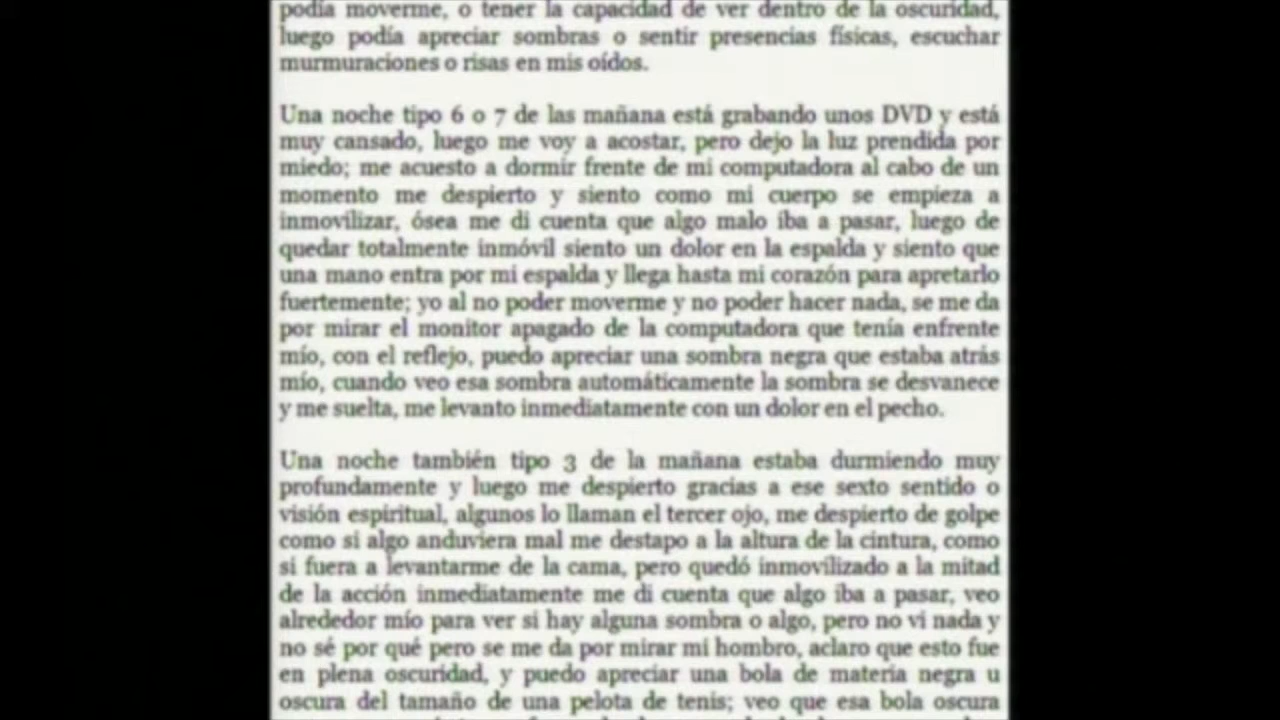 podía moverme, o tener la capacidad de ver dentro de la oscuridad,
luego podía apreciar sombras o sentir presencias físicas, escuchar
murmuraciones o risas en mis oídos.
Una noche tipo 6 o 7 de las mañana está grabando unos DVD y está
muy cansado, luego me voy a acostar, pero dejo la luz prendida por
miedo; me acuesto a dormir frente de mi computadora al cabo de un
momento me despierto y siento como mi cuerpo se empieza a
inmovilizar, ósea me di cuenta que algo malo iba a pasar, luego de
quedar totalmente inmóvil siento un dolor en la espalda y siento que
una mano entra por mi espalda y llega hasta mi corazón para apretarlo
fuertemente; yo al no poder moverme y no poder hacer nada, se me da
por mirar el monitor apagado de la computadora que tenía enfrente
mío, con el reflejo, puedo apreciar una sombra negra que estaba atrás
mío, cuando veo esa sombra automáticamente la sombra se desvanece
y me suelta, me levanto inmediatamente con un dolor en el pecho.
Una noche también tipo 3 de la mañana estaba durmiendo muy
profundamente y luego me despierto gracias a ese sexto sentido o
visión espiritual, algunos lo llaman el tercer ojo, me despierto de golpe
como si algo anduviera mal me destapo a la altura de la cintura, como
si fuera a levantarme de la cama, pero quedó inmovilizado a la mitad
de la acción inmediatamente me di cuenta que algo iba a pasar, veo
alrededor mío para ver si hay alguna sombra o algo, pero no vi nada y
no sé por qué pero se me da por mirar mi hombro, aclaro que esto fue
en plena oscuridad, y puedo apreciar una bola de materia negra u
oscura del tamaño de una pelota de tenis; veo que esa bola oscura